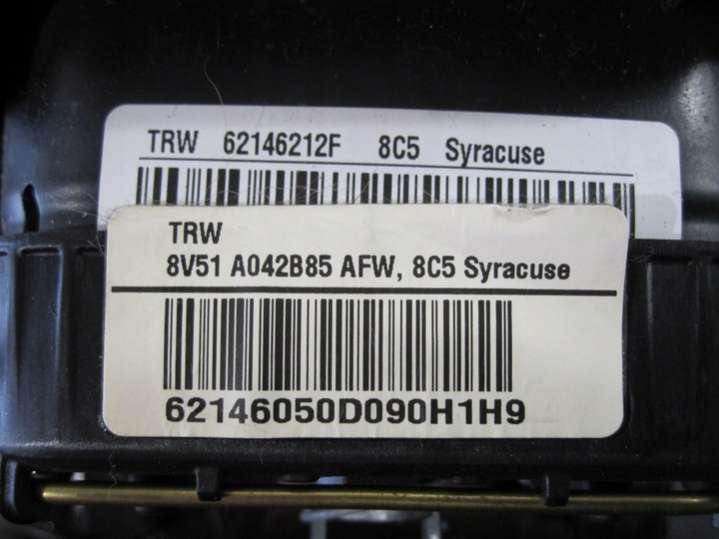 TRW 62146212F 8C5 Syracuse
TRW
8V51 A042B85 AFW, 8C5 Syracuse
62146050D090H1H9